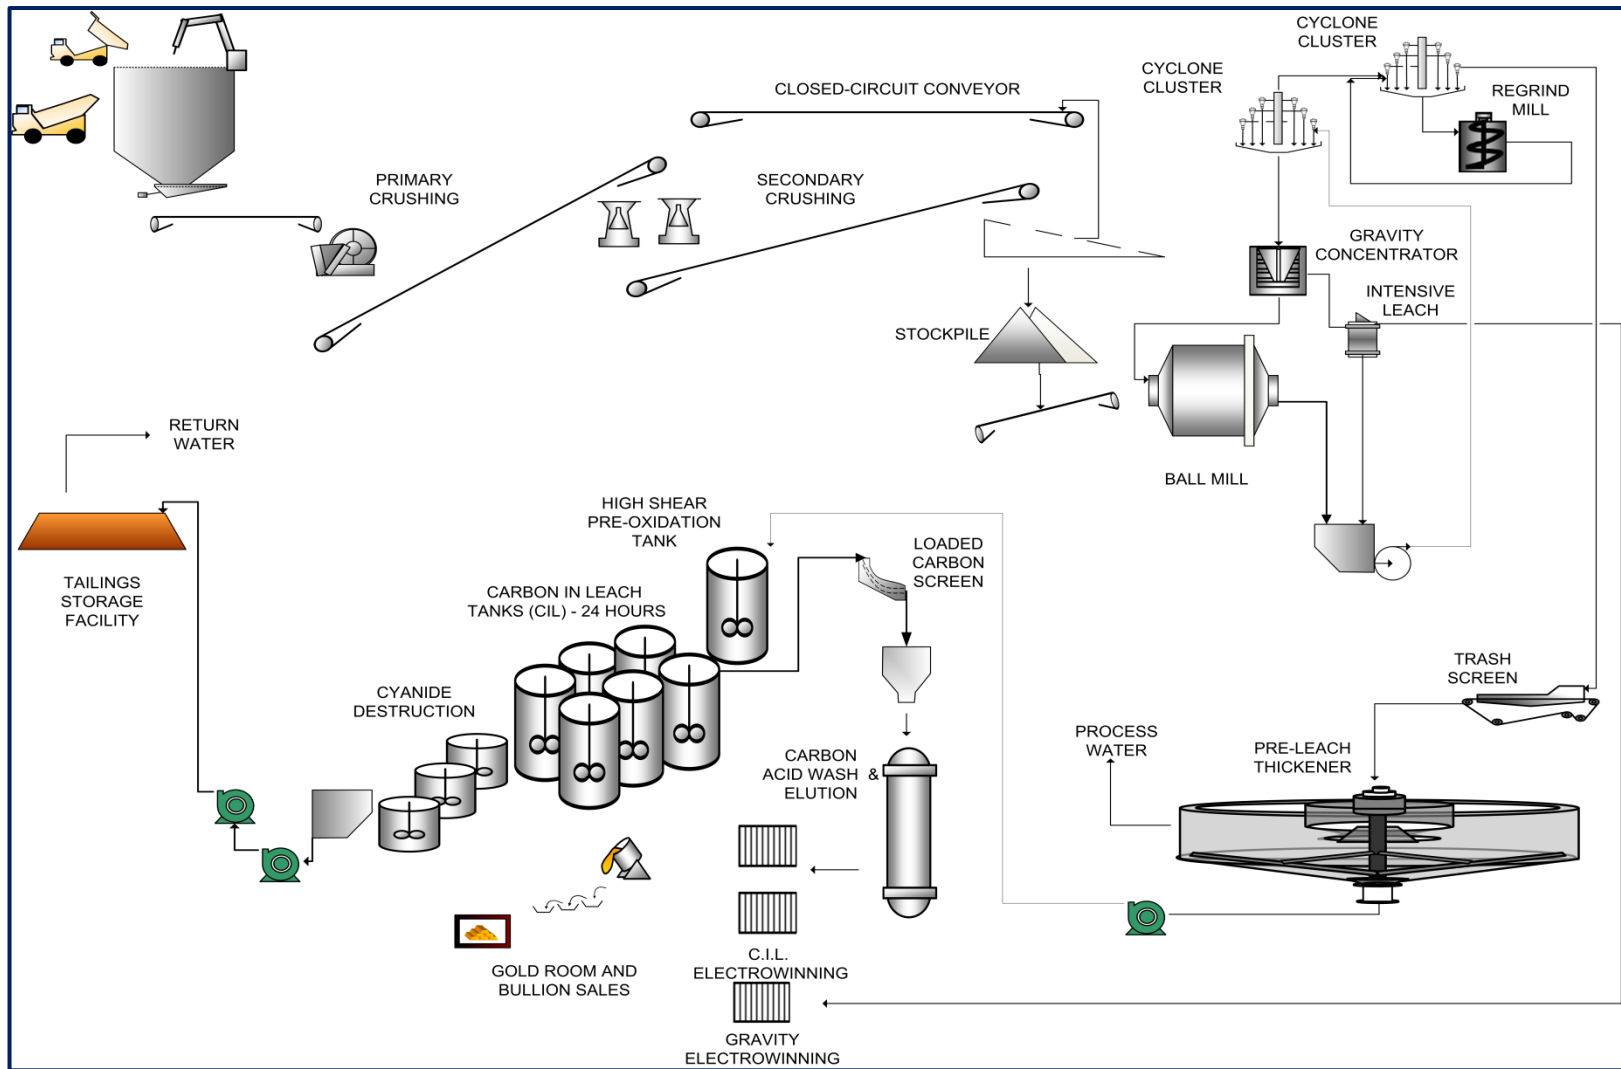 CYCLONE
CLUSTER
CYCLONE
CLUSTER
CLOSED-CIRCUIT CONVEYOR
REGRIND
MILL
PRIMARY
CRUSHING
SECONDARY
CRUSHING
GRAVITY
CONCENTRATOR
INTENSIVE
LEACH
STOCKPILE
RETURN
WATER
BALL MILL
HIGH SHEAR
PRE-OXIDATION
TANK
LOADED
CARBON
SCREEN
TAILINGS
STORAGE
FACILITY
CARBON IN LEACH
TANKS (CIL) - 24 HOURS
TRASH
SCREEN
CYANIDE
DESTRUCTION
PROCESS
WATER
PRE-LEACH
THICKENER
CARBON
ACID WASH &
ELUTION
C.I.L.
ELECTROWINNING
GOLD ROOM AND
BULLION SALES
GRAVITY
ELECTROWINNING